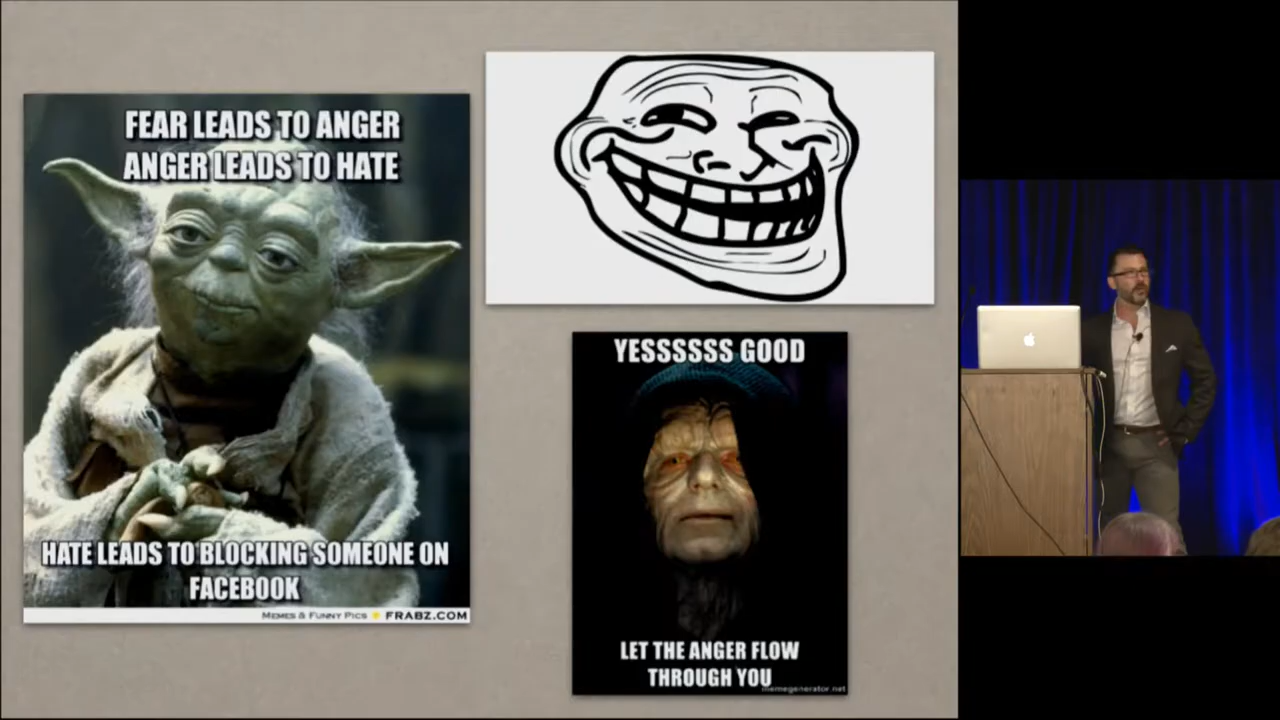 FEAR LEADS TO ANGER
ANGER LEADS TO HATE
HATE LEADS TO BLOCKING SOMEONE ON
FACEBOOK
MEMES & FUNNY PICS FRABZ.COM
YESSSSSS GOOD
LET THE ANGER FLOW
THROUGH YOU
memegenerator.net